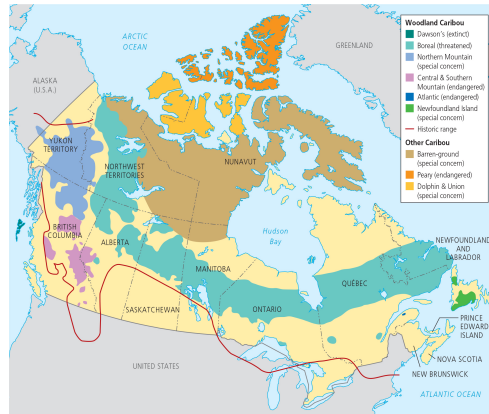 ARCTIC
OCEAN
GREENLAND
ALASKA
(U.S.A.)
YUKON
TERRITORY
NORTHWEST
TERRITORIES
NUNAVUT
BRITISH
COLUMBIA
ALBERTA
Hudson
Bay
MANITOBA
SASKATCHEWAN
ONTARIO
QUÉBEC
NEWFOUNDLAND
AND
LABRADOR
PRINCE
EDWARD
ISLAND
NOVA SCOTIA
NEW BRUNSWICK
UNITED STATES
ATLANTIC OCEAN
Woodland Caribou
Dawson's (extinct)
Boreal (threatened)
Northern Mountain
(special concern)
Central & Southern
Mountain (endangered)
Atlantic (endangered)
Newfoundland Island
(special concern)
Historic range
Other Caribou
Barren-ground
(special concern)
Peary (endangered)
Dolphin & Union
(special concern)